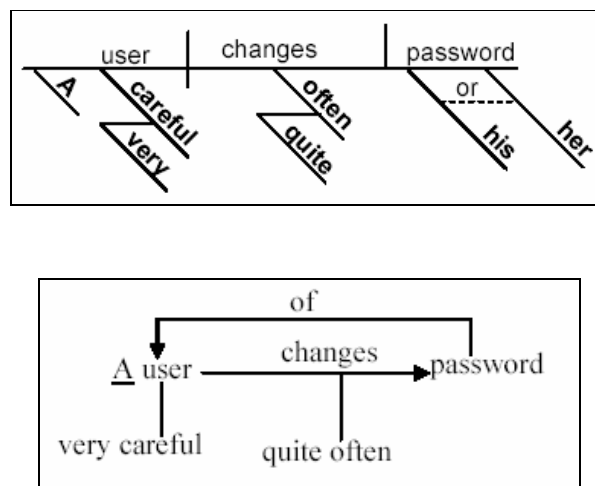 user changes password
A careful often or
very quite his her
of
changes
A user password
very careful quite often